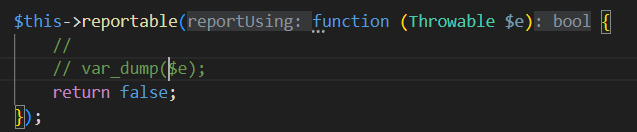 $this->reportable(reportUsing: function (Throwable $e): bool {
//
// var_dump($e);
return false;
});